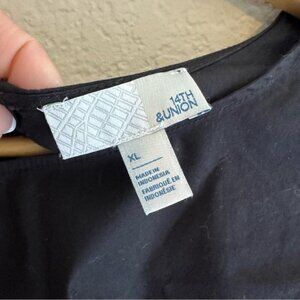 14TH
&UNION
XL
MADE IN
INDONESIA
FABRIQUÉ EN
INDONÉSIE